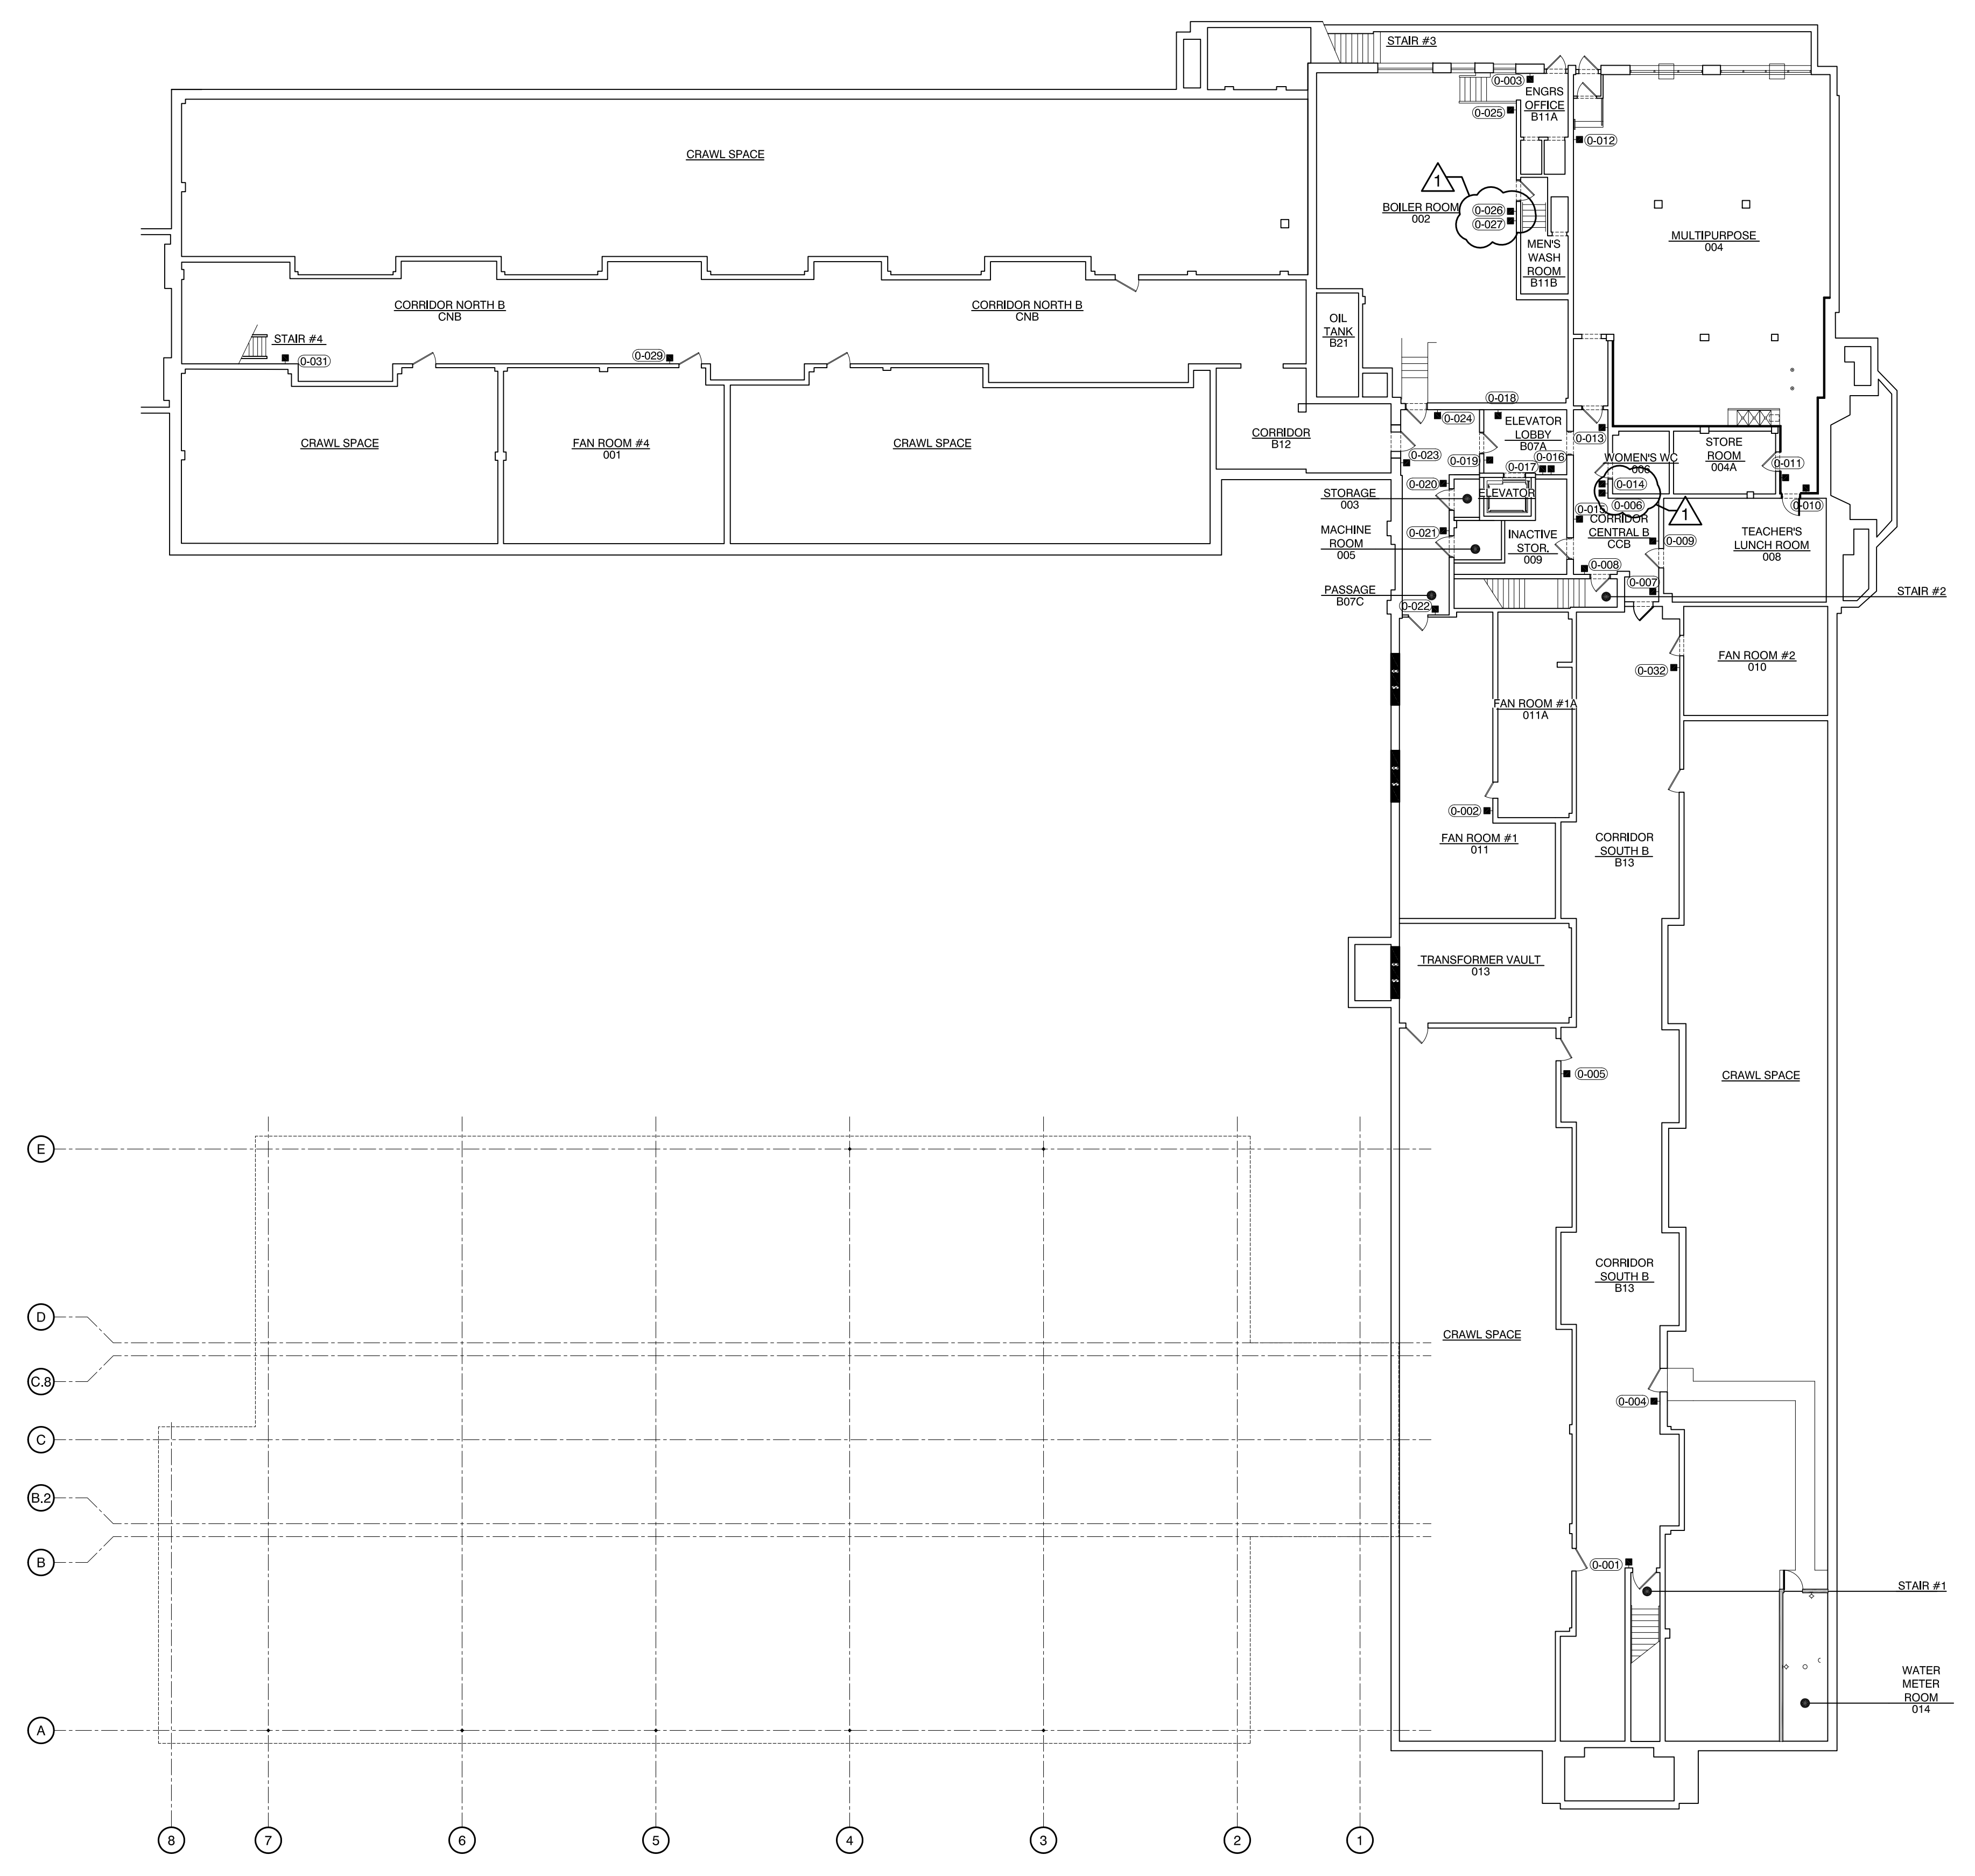 STAIR #3
0-003
ENGRS
OFFICE
B11A
0-025
0-012
CRAWL SPACE
1
BOILER ROOM
002
0-026
0-027
MULTIPURPOSE
004
MEN'S
WASH
ROOM
B11B
CORRIDOR NORTH B
CNB
CORRIDOR NORTH B
CNB
OIL
TANK
B21
STAIR #4
0-031
0-029
0-018
0-024
ELEVATOR
LOBBY
B07A
0-013
CORRIDOR
B12
CRAWL SPACE
FAN ROOM #4
001
CRAWL SPACE
STORE
ROOM
004A
0-023
0-019
0-017
0-016
WOMEN'S WC
006
0-011
0-020
0-014
STORAGE
003
ELEVATOR
0-006
0-015
0-010
1
MACHINE
ROOM
005
0-021
INACTIVE
STOR.
009
CORRIDOR
CENTRAL B
CCB
0-009
TEACHER'S
LUNCH ROOM
008
0-008
0-007
PASSAGE
B07C
0-022
STAIR #2
FAN ROOM #2
010
0-032
FAN ROOM #1A
011A
0-002
FAN ROOM #1
011
CORRIDOR
SOUTH B
B13
TRANSFORMER VAULT
013
0-005
CRAWL SPACE
E
CORRIDOR
SOUTH B
B13
D
CRAWL SPACE
C.8
0-004
C
B.2
B
0-001
STAIR #1
WATER
METER
ROOM
014
A
8
7
6
5
4
3
2
1